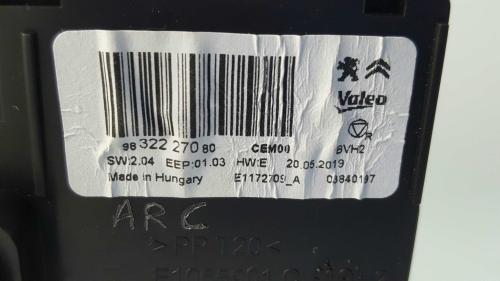 Valeo
R
98 322 270 80 CEM00 BVH2
SW:2.04 EEP:01.03 HW:E 20.05.2019
Made in Hungary E1172709_A 03840197
ARC
>PP T20<